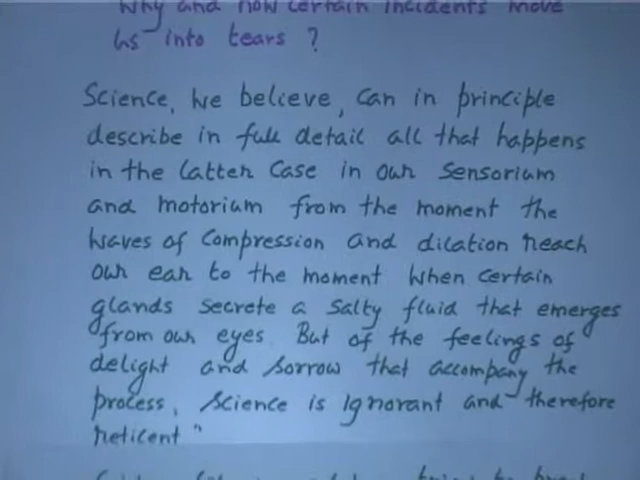 Why and how certain incidents move
us into tears ?
Science, we believe, can in principle
describe in full detail all that happens
in the latter case in our sensorium
and motorium from the moment the
waves of compression and dilation reach
our ear to the moment when certain
glands secrete a salty fluid that emerges
from our eyes. But of the feelings of
delight and sorrow that accompany the
process, science is ignorant and therefore
reticent"